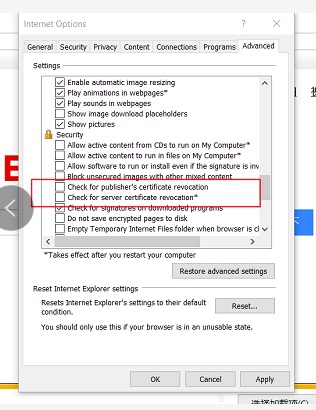 Internet Options
General Security Privacy Content Connections Programs Advanced
Settings
Enable automatic image resizing
Play animations in webpages*
Play sounds in webpages
Show image download placeholders
Show pictures
Security
Allow active content from CDs to run on My Computer*
Allow active content to run in files on My Computer*
Allow software to run or install even if the signature is inv
Block unsecured images with other mixed content
Check for publisher's certificate revocation
Check for server certificate revocation*
Check for signatures on downloaded programs
Do not save encrypted pages to disk
Empty Temporary Internet Files folder when browser is cl
*Takes effect after you restart your computer
Restore advanced settings
Reset Internet Explorer settings
Resets Internet Explorer's settings to their default
condition.
Reset...
You should only use this if your browser is in an unusable state.
OK Cancel Apply